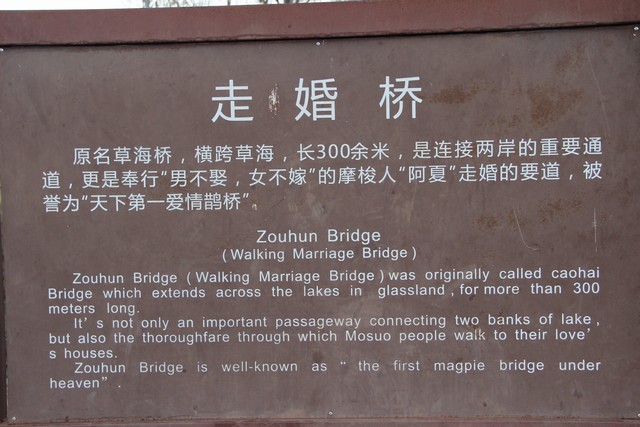 走婚桥
原名草海桥，横跨草海，长300余米，是连接两岸的重要通
道，更是奉行“男不娶，女不嫁”的摩梭人“阿夏”走婚的要道，被
誉为“天下第一爱情鹊桥”
Zouhun Bridge
(Walking Marriage Bridge)
Zouhun Bridge (Walking Marriage Bridge) was originally called caohai
Bridge which extends across the lakes in glassland, for more than 300
meters long.
It's not only an important passageway connecting two banks of lake,
but also the thoroughfare through which Mosuo people walk to their love'
s houses.
Zouhun Bridge is well-known as “ the first magpie bridge under
heaven”.